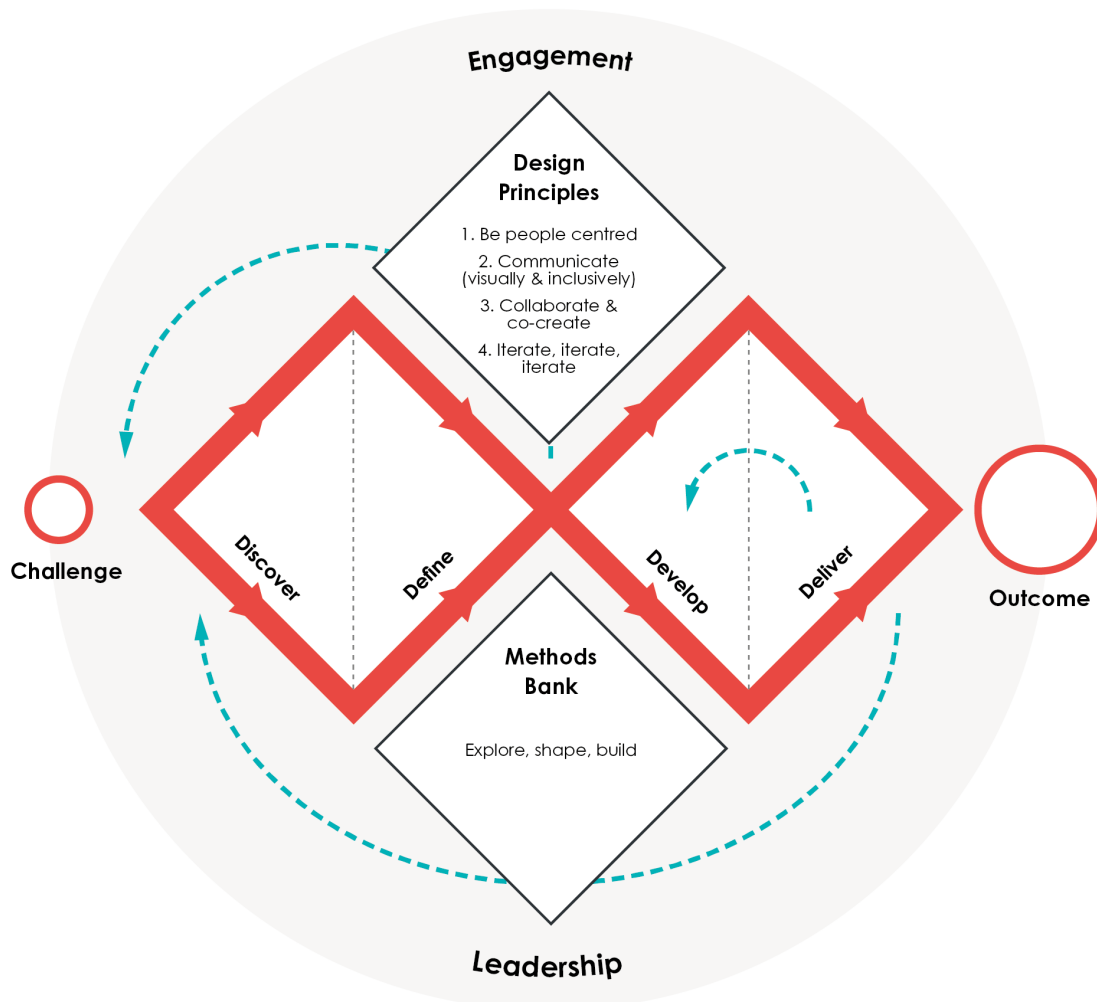 Engagement
Design
Principles
1. Be people centred
2. Communicate
(visually & inclusively)
3. Collaborate &
co-create
4. Iterate, iterate,
iterate
Challenge
Discover
Define
Develop
Deliver
Outcome
Methods
Bank
Explore, shape, build
Leadership